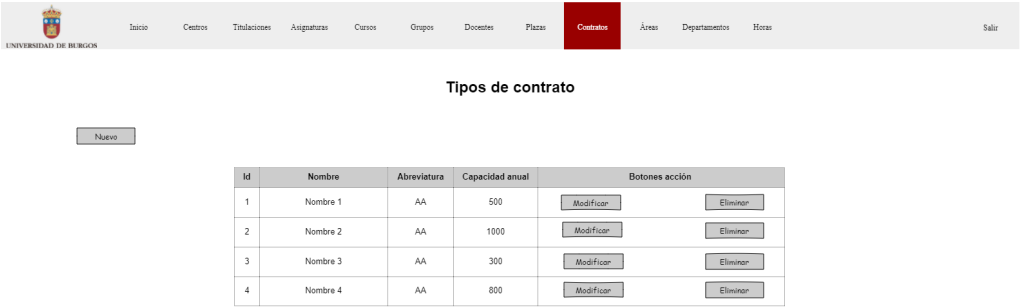 UNIVERSIDAD DE BURGOS
Inicio Centros Titulaciones Asignaturas Cursos Grupos Docentes Plazas Contratos Áreas Departamentos Horas Salir
Tipos de contrato
Nuevo
Id Nombre Abreviatura Capacidad anual Botones acción
1 Nombre 1 AA 500 Modificar Eliminar
2 Nombre 2 AA 1000 Modificar Eliminar
3 Nombre 3 AA 300 Modificar Eliminar
4 Nombre 4 AA 800 Modificar Eliminar